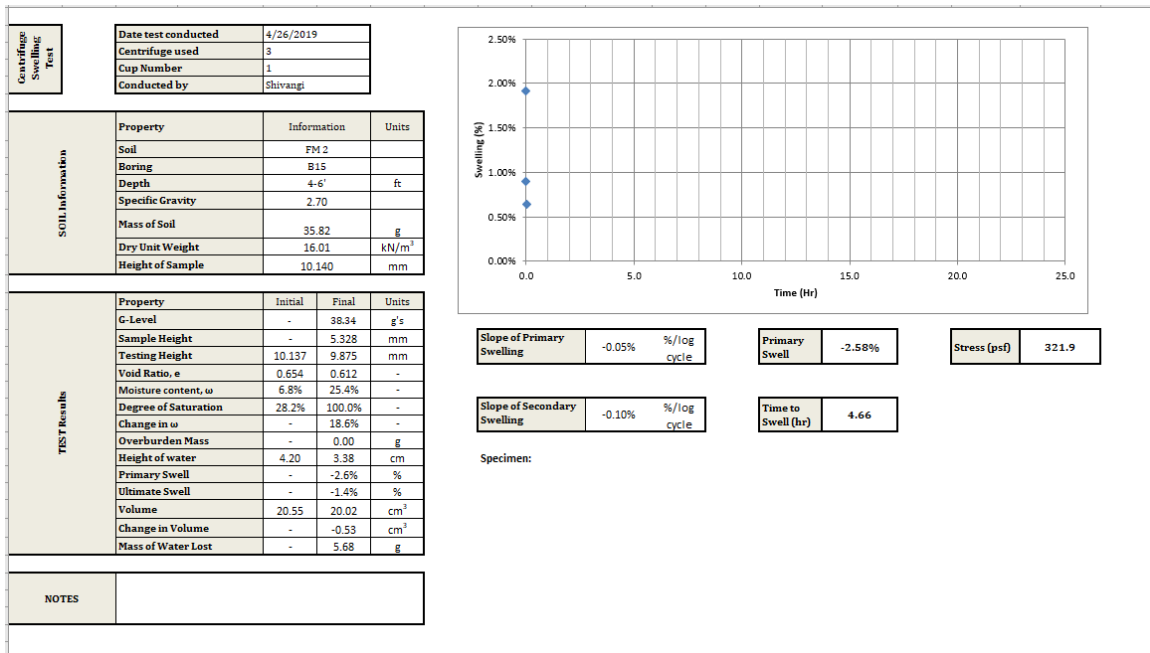 Centrifuge
Swelling
Test
Date test conducted 4/26/2019
Centrifuge used 3
Cup Number 1
Conducted by Shivangi
SOIL Information
Property Information Units
Soil FM 2
Boring B15
Depth 4-6' ft
Specific Gravity 2.70
Mass of Soil 35.82 g
Dry Unit Weight 16.01 kN/m³
Height of Sample 10.140 mm
TEST Results
Property Initial Final Units
G-Level - 38.34 g's
Sample Height - 5.328 mm
Testing Height 10.137 9.875 mm
Void Ratio, e 0.654 0.612 -
Moisture content, ω 6.8% 25.4% -
Degree of Saturation 28.2% 100.0% -
Change in ω - 18.6% -
Overburden Mass - 0.00 g
Height of water 4.20 3.38 cm
Primary Swell - -2.6% %
Ultimate Swell - -1.4% %
Volume 20.55 20.02 cm³
Change in Volume - -0.53 cm³
Mass of Water Lost - 5.68 g
NOTES
Swelling (%)
2.50%
2.00%
1.50%
1.00%
0.50%
0.00%
0.0 5.0 10.0 15.0 20.0 25.0
Time (Hr)
Slope of Primary
Swelling -0.05% %/log
cycle
Primary
Swell -2.58%
Stress (psf) 321.9
Slope of Secondary
Swelling -0.10% %/log
cycle
Time to
Swell (hr) 4.66
Specimen: